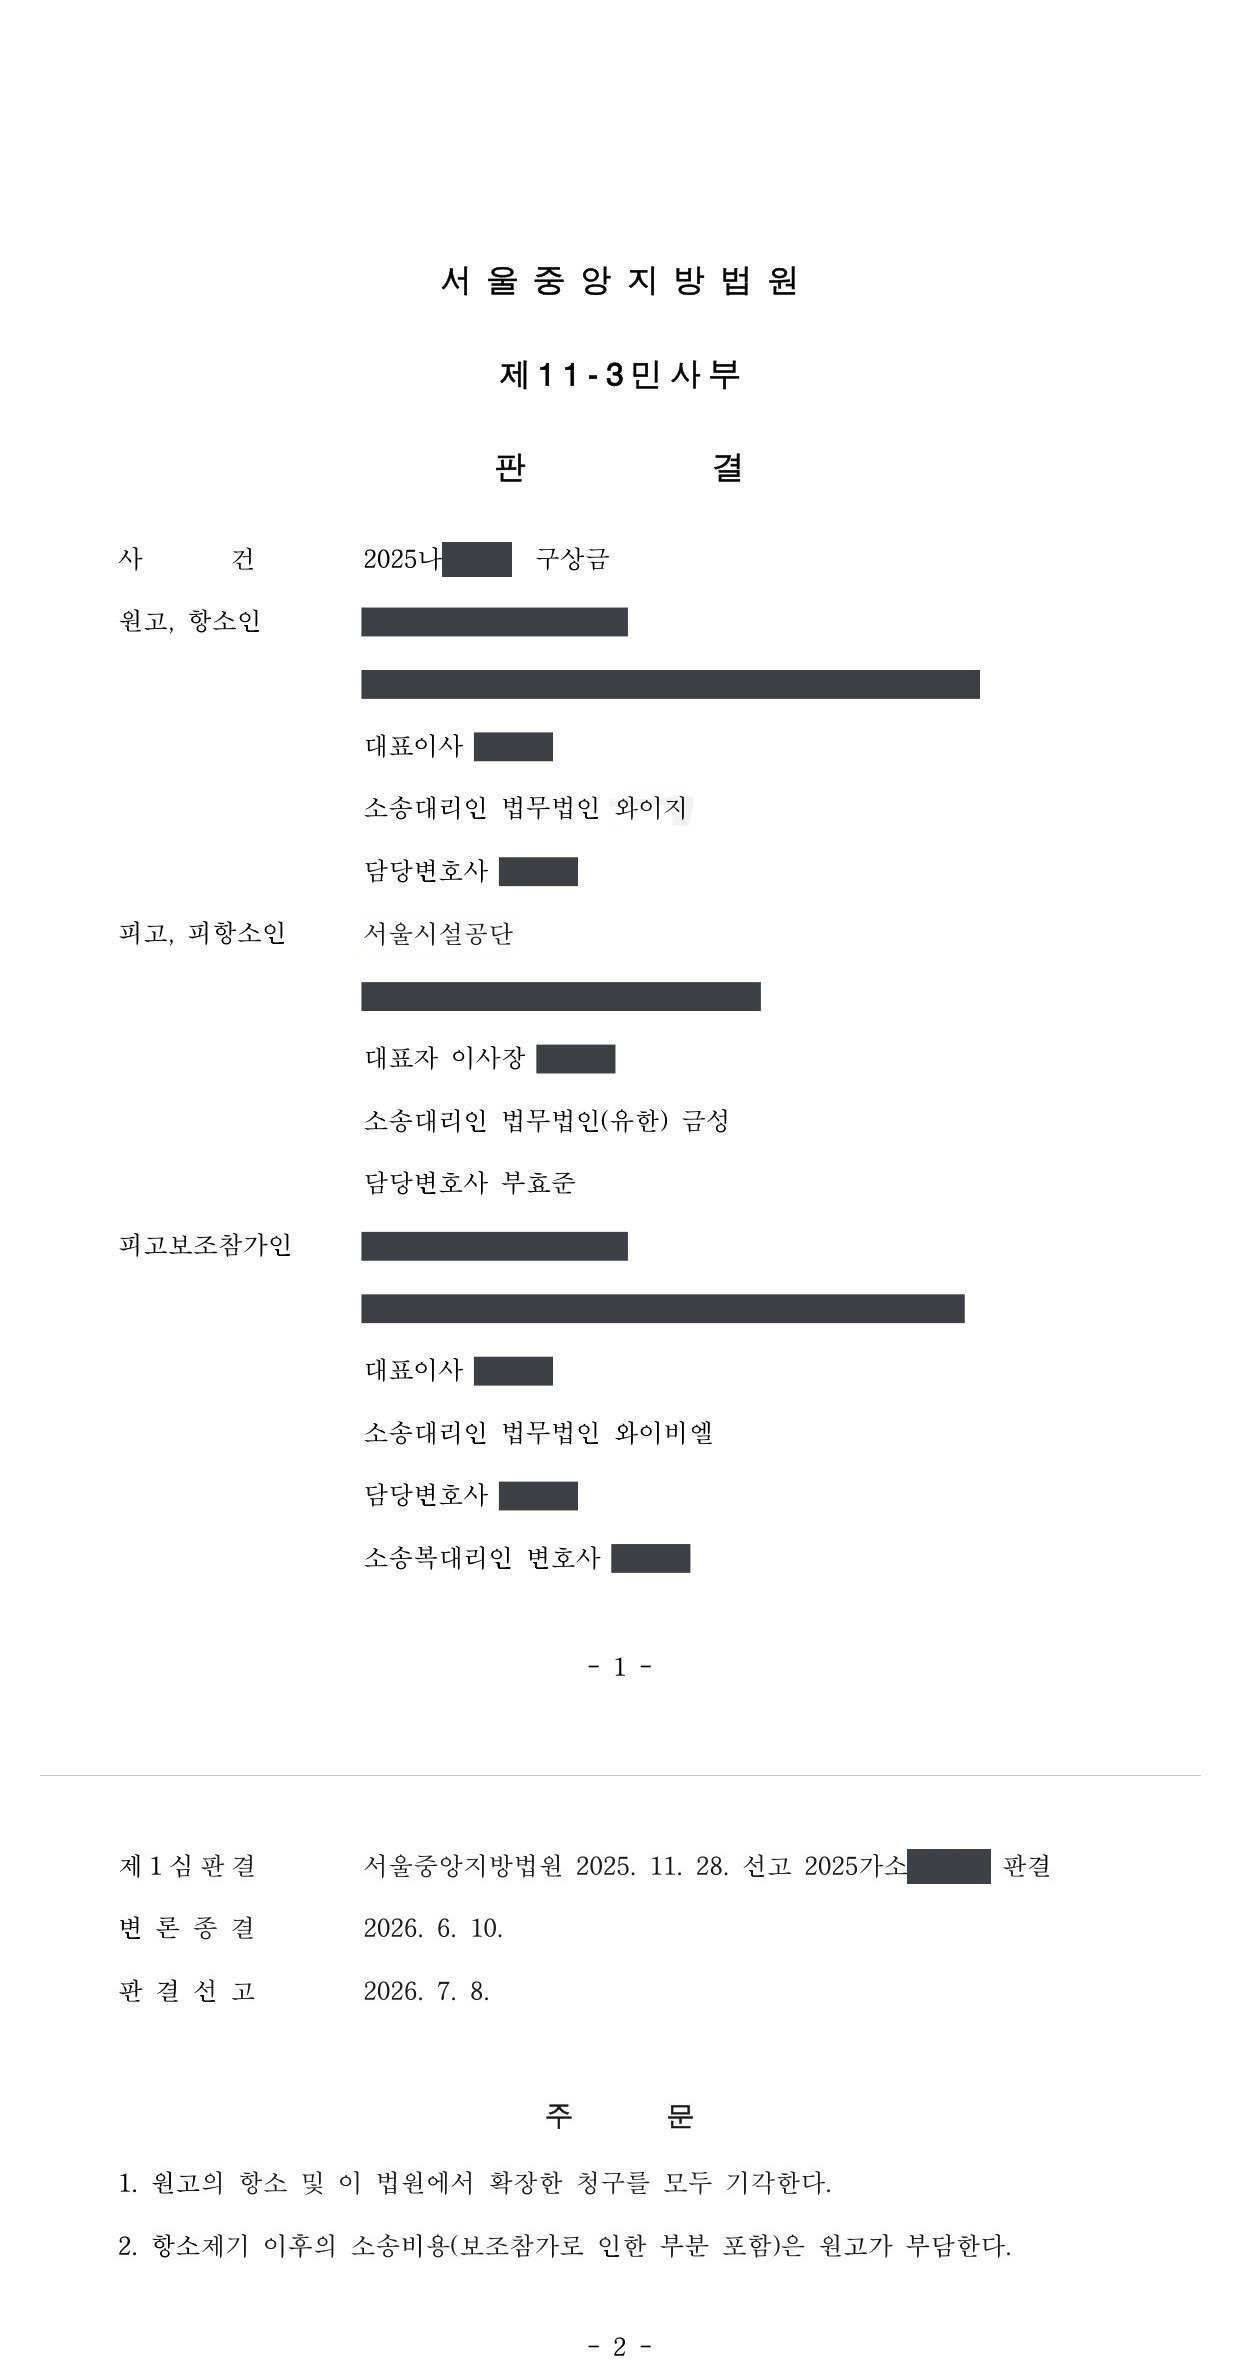 서울중앙지방법원
제11-3민사부
판 결
사 건 2025나 구상금
원고, 항소인
대표이사
소송대리인 법무법인 와이지
담당변호사
피고, 피항소인 서울시설공단
대표자 이사장
소송대리인 법무법인(유한) 금성
담당변호사 부효준
피고보조참가인
대표이사
소송대리인 법무법인 와이비엘
담당변호사
소송복대리인 변호사
- 1 -
제1심판결 서울중앙지방법원 2025. 11. 28. 선고 2025가소 판결
변론종결 2026. 6. 10.
판결선고 2026. 7. 8.
주 문
1. 원고의 항소 및 이 법원에서 확장한 청구를 모두 기각한다.
2. 항소제기 이후의 소송비용(보조참가로 인한 부분 포함)은 원고가 부담한다.
- 2 -